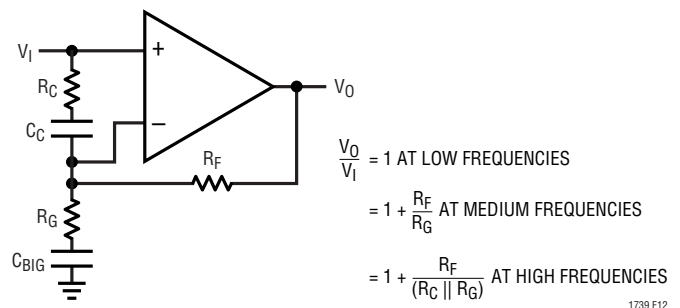 V_I
+
R_C
C_C
−
V_O
R_F
R_G
C_BIG
V_O/V_I = 1 AT LOW FREQUENCIES
= 1 + R_F/R_G AT MEDIUM FREQUENCIES
= 1 + R_F/(R_C || R_G) AT HIGH FREQUENCIES
1739 F12